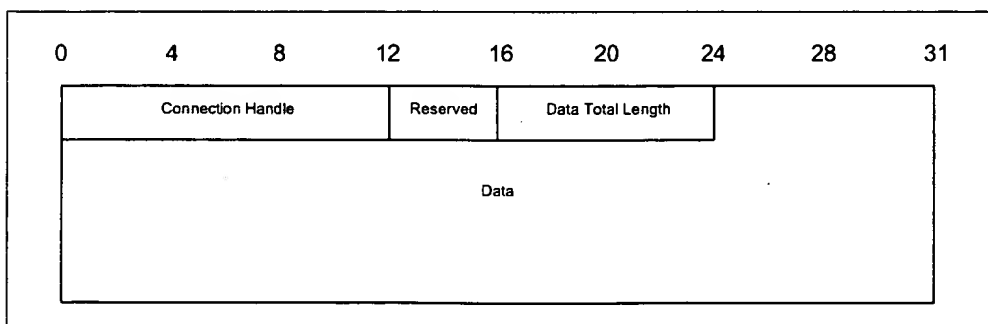 0 4 8 12 16 20 24 28 31
Connection Handle Reserved Data Total Length
Data